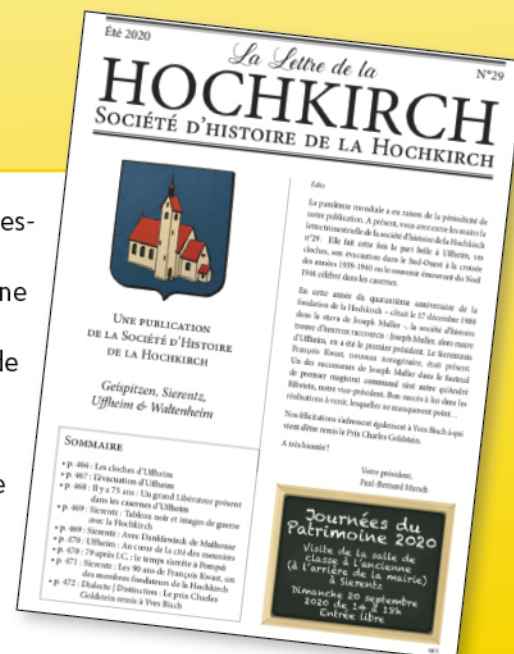 es-
ne
de
e
Été 2020
N°29
La Lettre de la
HOCHKIRCH
SOCIÉTÉ D'HISTOIRE DE LA HOCHKIRCH
UNE PUBLICATION
DE LA SOCIÉTÉ D'HISTOIRE
DE LA HOCHKIRCH
Geispitzen, Sierentz,
Uffheim & Waltenheim
SOMMAIRE
• p. 466 : Les cloches d'Uffheim
• p. 467 : L'évacuation d'Uffheim
• p. 468 : Il y a 75 ans : Un grand Libérateur présent
dans les casernes d'Uffheim
• p. 469 : Sierentz : Tableau noir et images de guerre
avec la Hochkirch
• p. 469 : Sierentz : Avec Dankfawirck de Mulhouse
• p. 470 : Uffheim : Au cœur de la cité des meuniers
• p. 470 : 79 après J.C. : le temps s'arrête à Pompéi
• p. 471 : Sierentz : Les 90 ans de François Kwast, un
des membres fondateurs de la Hochkirch
• p. 472 : Dialecte | Distinction : Le prix Charles
Goldstein remis à Yves Bisch
Edito
La pandémie mondiale a eu raison de la périodicité de
notre publication. A présent, vous avez entre les mains la
lettre trimestrielle de la société d'histoire de la Hochkirch
n°29. Elle fait cette fois la part belle à Uffheim, ses
cloches, son évacuation dans le Sud-Ouest à la croisée
des années 1939-1940 ou le souvenir émouvant du Noël
1944 célébré dans les casernes.
En cette année du quarantième anniversaire de la
fondation de la Hochkirch – c'était le 17 décembre 1980
dans la stuva de Joseph Muller -, la société d'histoire
trouve d'heureux raccourcis : Joseph Muller, alors maire
d'Uffheim, en a été le premier président. Le Sierentzois
François Kwast, nouveau nonagénaire, était présent.
Un des successeurs de Joseph Muller dans le fauteuil
de premier magistrat communal n'est autre qu'André
Ribstein, notre vice-président. Bon succès à lui dans les
réalisations à venir, lesquelles ne manqueront point…
Nos félicitations s'adressent également à Yves Bisch à qui
vient d'être remis le Prix Charles Goldstein.
A très bientôt !
Votre président,
Paul-Bernard Munch
Journées du
Patrimoine 2020
Visite de la salle de
classe à l'ancienne
(à l'arrière de la mairie)
à Sierentz
Dimanche 20 septembre
2020 de 14 à 18h
Entrée libre
465